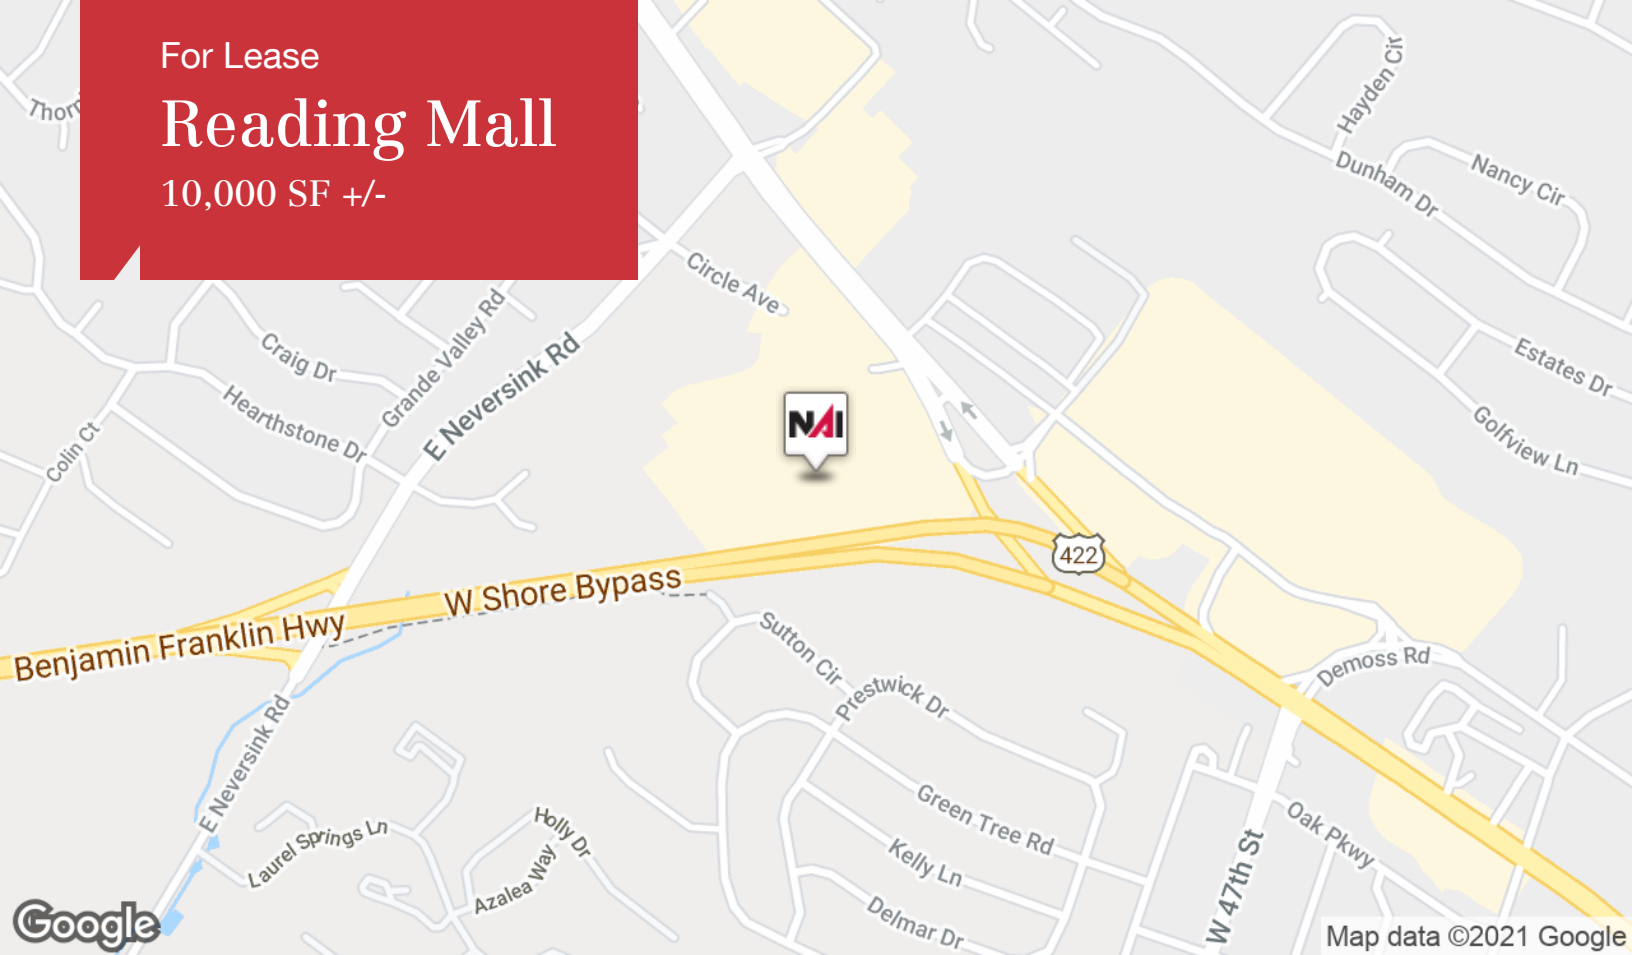 For Lease
Reading Mall
10,000 SF +/-
Hayden Cir
Dunham Dr
Nancy Cir
Circle Ave
Grande Valley Rd
Craig Dr
E Neversink Rd
Hearthstone Dr
Colin Ct
NAI
Estates Dr
Golfview Ln
422
W Shore Bypass
Benjamin Franklin Hwy
Sutton Cir
Prestwick Dr
Demoss Rd
E Neversink Rd
Green Tree Rd
Oak Pkwy
Laurel Springs Ln
Holly Dr
Kelly Ln
W 47th St
Azalea Way
Delmar Dr
Google
Map data ©2021 Google